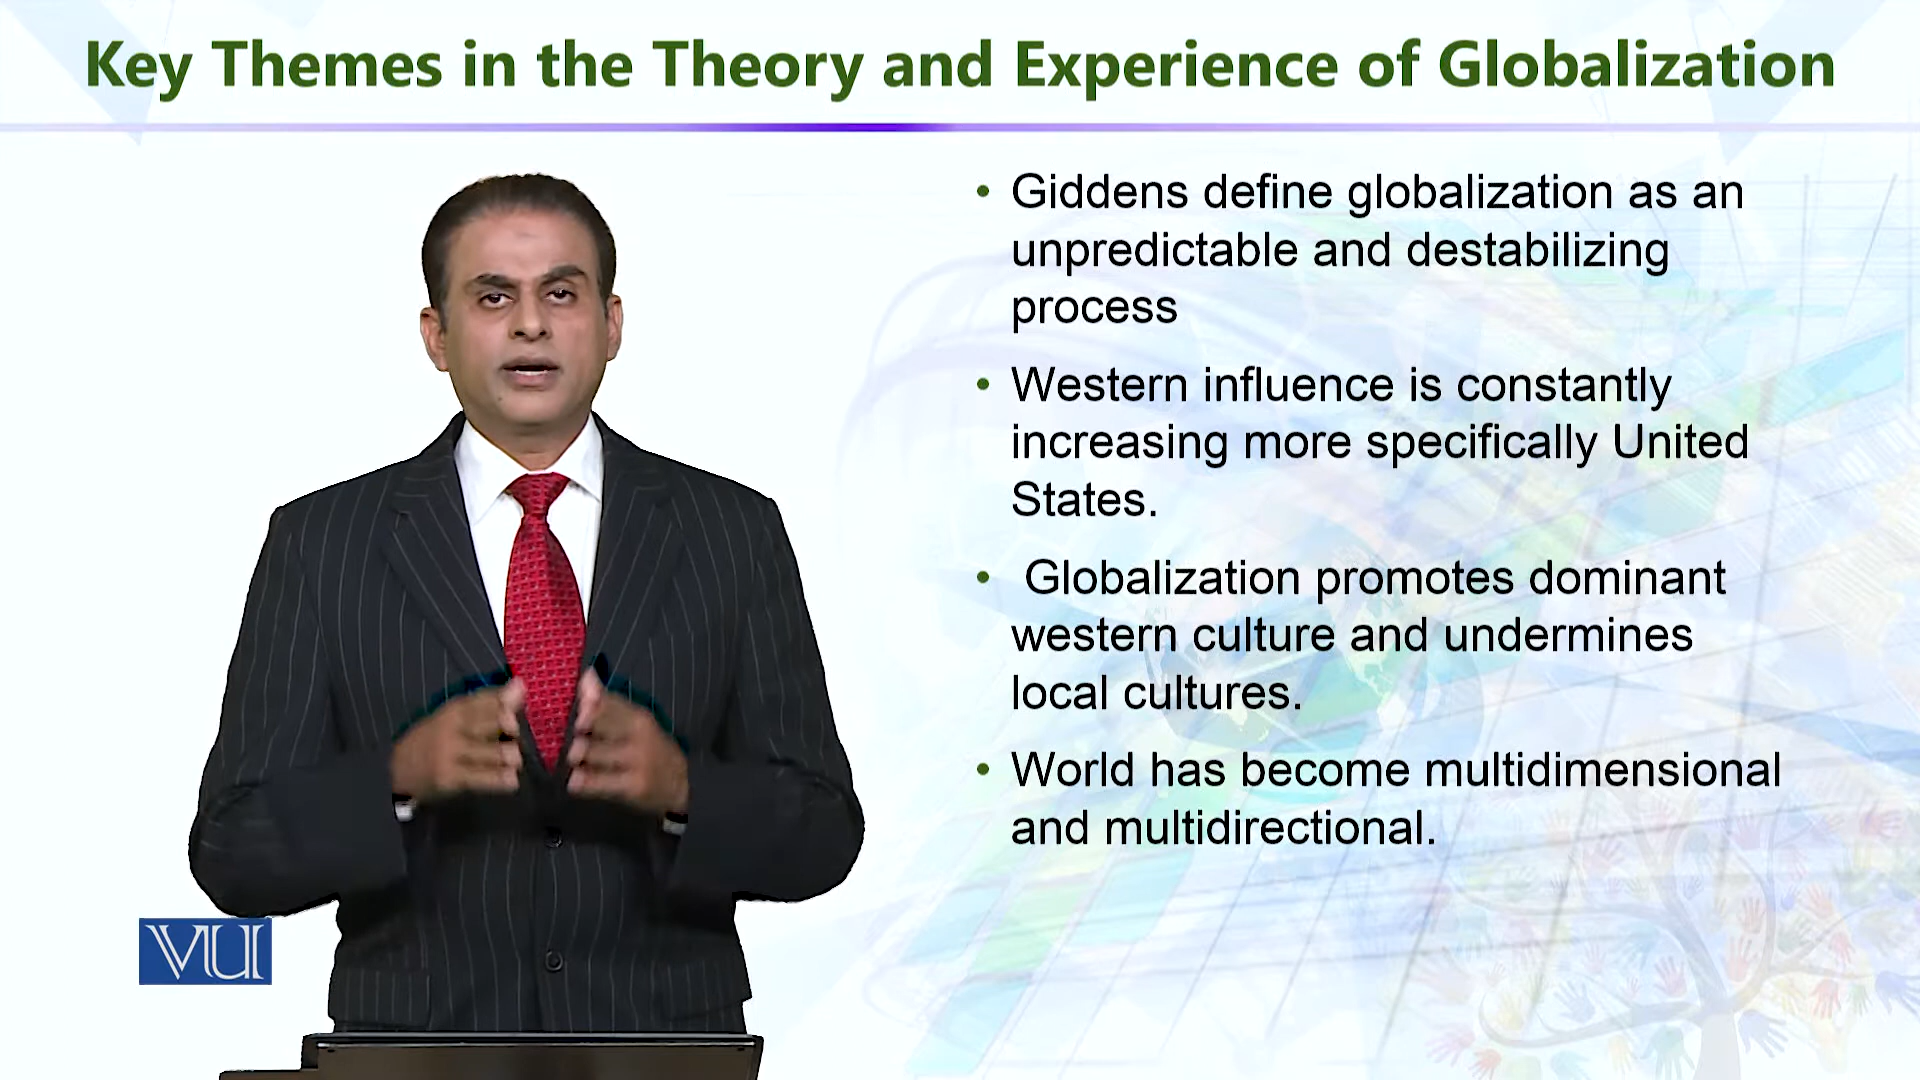 Key Themes in the Theory and Experience of Globalization
• Giddens define globalization as an
unpredictable and destabilizing
process
• Western influence is constantly
increasing more specifically United
States.
• Globalization promotes dominant
western culture and undermines
local cultures.
• World has become multidimensional
and multidirectional.
VU